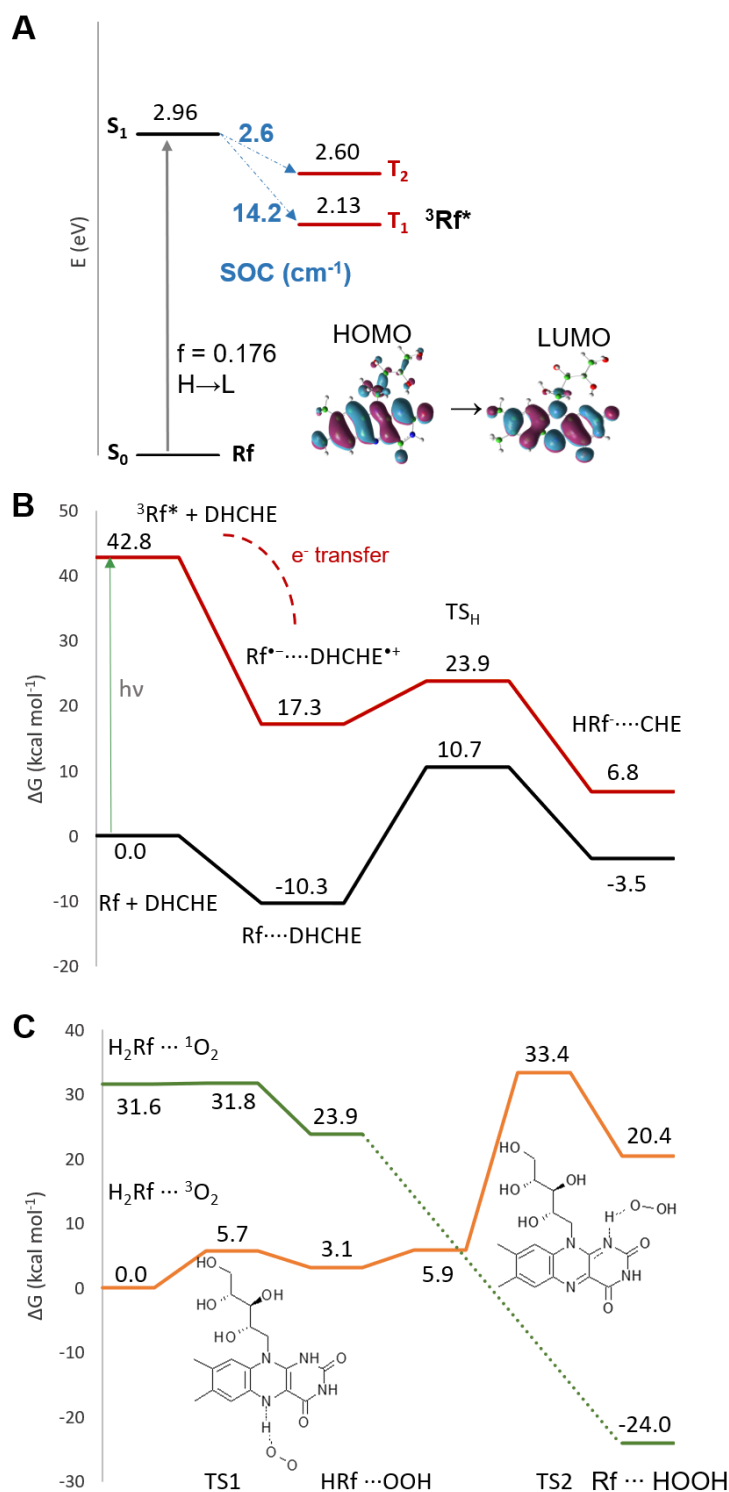 A
S1
2.96
2.6
2.60
T2
14.2
2.13
T1
3Rf*
SOC (cm-1)
E (eV)
HOMO
LUMO
f = 0.176
H→L
→
S0
Rf
B
50
3Rf* + DHCHE
42.8
40
e- transfer
TSH
30
Rf•−····DHCHE•+
23.9
hν
20
17.3
HRf-····CHE
10.7
10
6.8
ΔG (kcal mol-1)
0
0.0
-3.5
-10.3
-10
Rf + DHCHE
Rf····DHCHE
-20
C
40
H2Rf ··· 1O2
33.4
31.6
31.8
30
23.9
20.4
20
HO
OH
HO
OH
HO
H
O
OH
N
N
O
N
NH
O
H2Rf ··· 3O2
10
5.7
3.1
5.9
0.0
0
ΔG (kcal mol-1)
HO
OH
HO
OH
HO
N
NH
O
N
NH
O
H
O
O
-10
-20
-24.0
-30
TS1
HRf ···OOH
TS2
Rf ··· HOOH